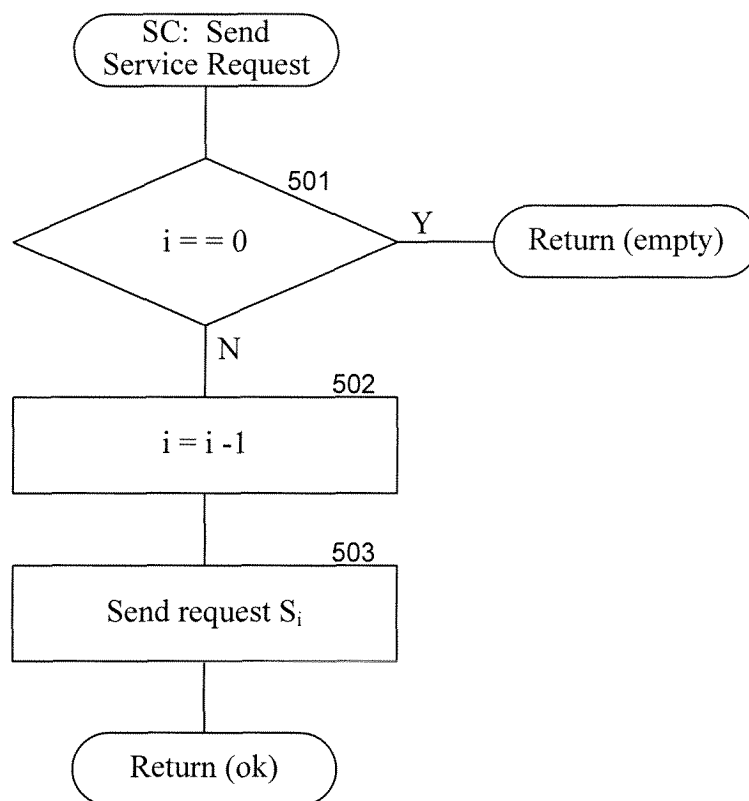 SC: Send
Service Request
501
i = = 0
Y
Return (empty)
N
502
i = i -1
503
Send request Sᵢ
Return (ok)